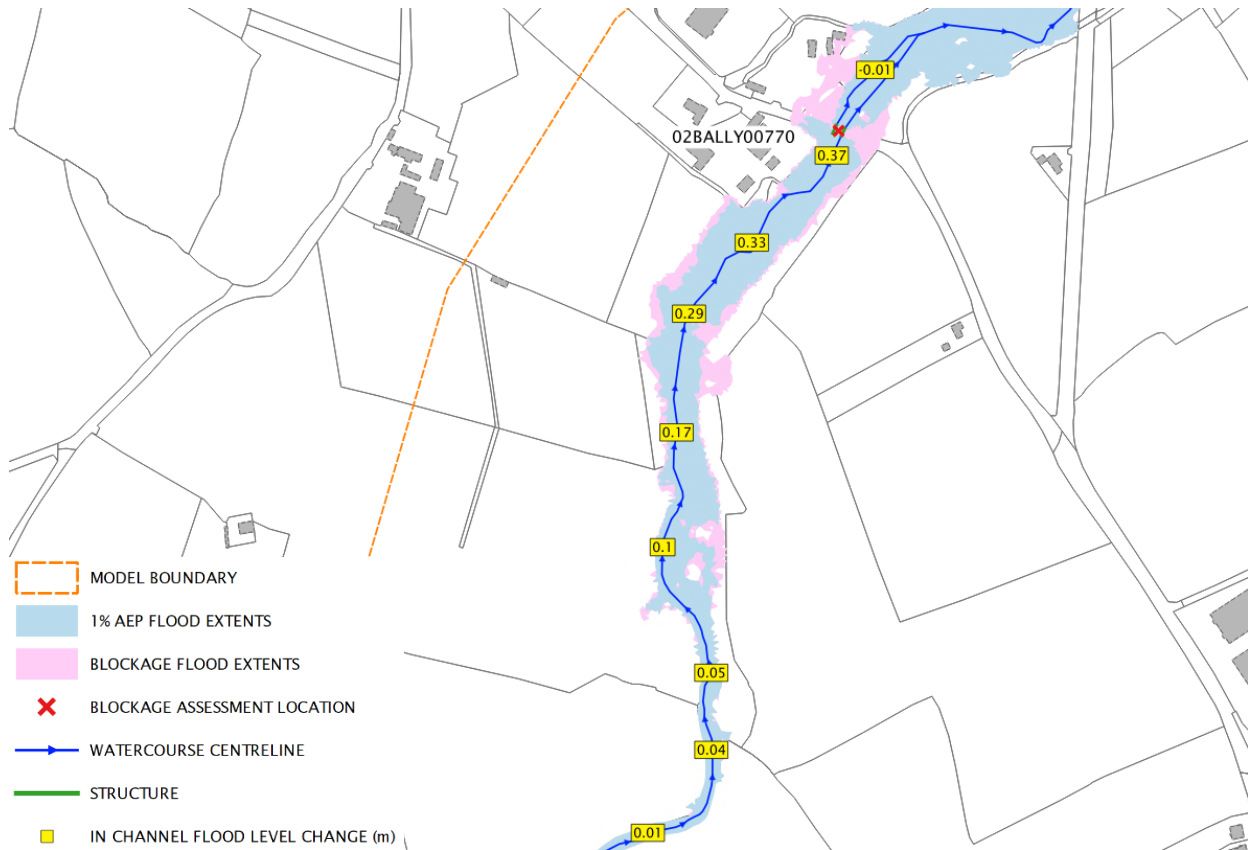 -0.01
02BALLY00770
0.37
0.33
0.29
0.17
0.1
0.05
0.04
0.01
MODEL BOUNDARY
1% AEP FLOOD EXTENTS
BLOCKAGE FLOOD EXTENTS
BLOCKAGE ASSESSMENT LOCATION
WATERCOURSE CENTRELINE
STRUCTURE
IN CHANNEL FLOOD LEVEL CHANGE (m)